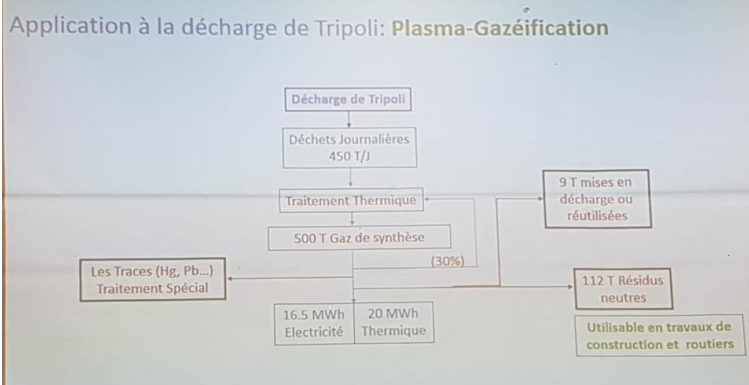 Application à la décharge de Tripoli: Plasma-Gazéification
Décharge de Tripoli
Déchets Journalières
450 T/J
Traitement Thermique
500 T Gaz de synthèse
(30%)
9 T mises en
décharge ou
réutilisées
Les Traces (Hg, Pb...)
Traitement Spécial
112 T Résidus
neutres
16.5 MWh
Electricité
20 MWh
Thermique
Utilisable en travaux de
construction et routiers